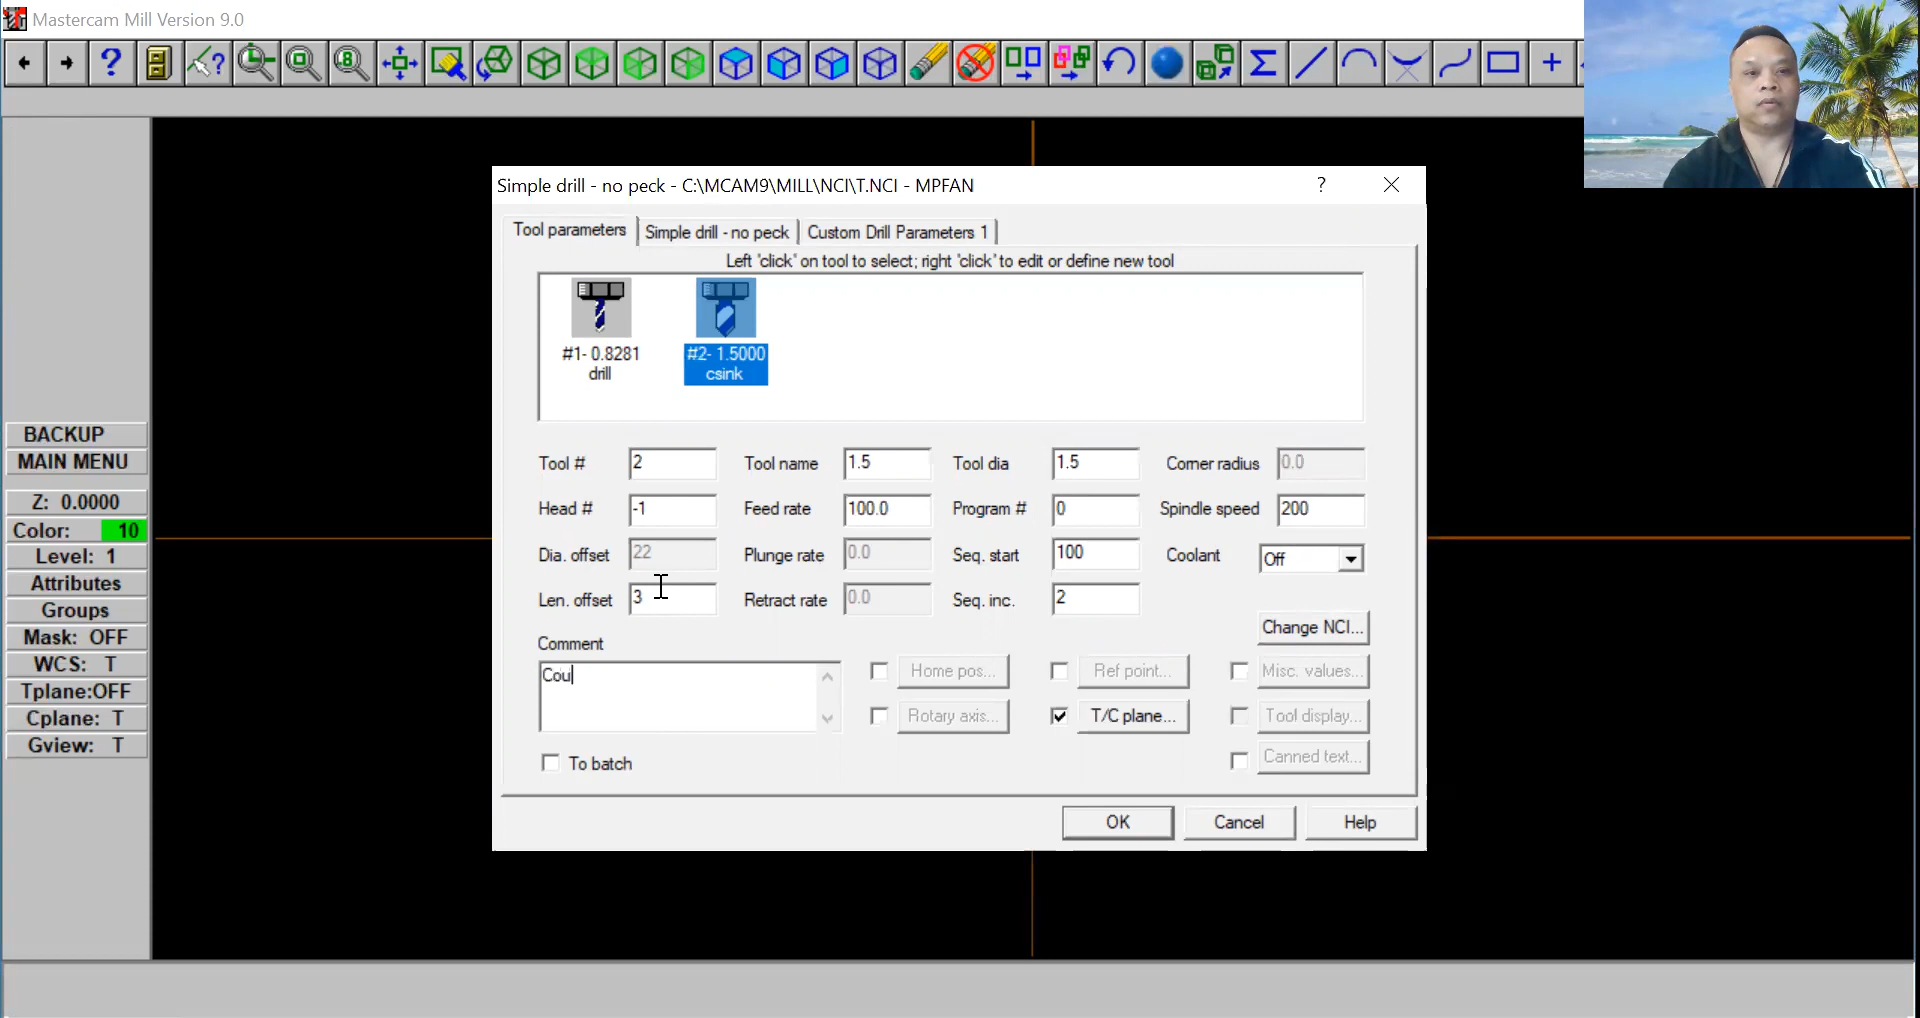 Mastercam Mill Version 9.0
Simple drill - no peck - C:\MCAM9\MILL\NCI\T.NCI - MPFAN
?
Tool parameters
Simple drill - no peck
Custom Drill Parameters 1
Left 'click' on tool to select; right 'click' to edit or define new tool
#1- 0.8281
drill
#2- 1.5000
csink
Tool # 2 Tool name 1.5 Tool dia 1.5 Corner radius 0.0
Head # -1 Feed rate 100.0 Program # 0 Spindle speed 200
Dia. offset 22 Plunge rate 0.0 Seq. start 100 Coolant Off
Len. offset 3 Retract rate 0.0 Seq. inc. 2
Change NCI...
Comment
Cou
Home pos... Ref point... Misc. values...
Rotary axis... T/C plane... Tool display...
Canned text...
To batch
OK Cancel Help
BACKUP
MAIN MENU
Z: 0.0000
Color: 10
Level: 1
Attributes
Groups
Mask: OFF
WCS: T
Tplane:OFF
Cplane: T
Gview: T